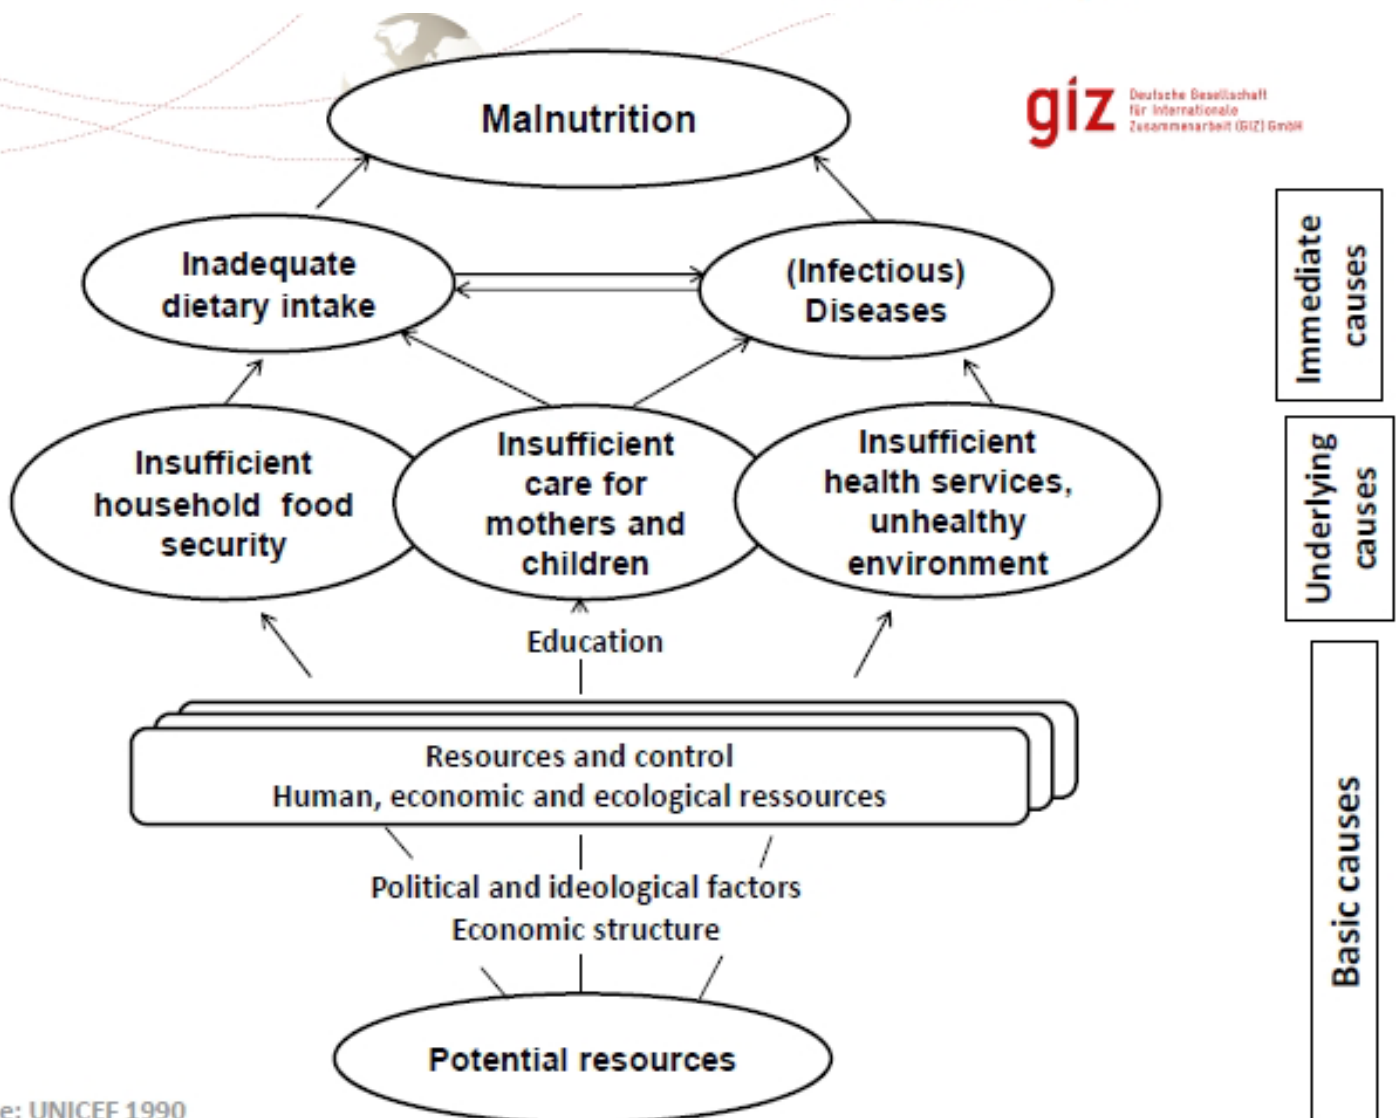 Malnutrition
giz
Deutsche Gesellschaft
für Internationale
Zusammenarbeit (GIZ) GmbH
Inadequate
dietary intake
(Infectious)
Diseases
Immediate
causes
Insufficient
household food
security
Insufficient
care for
mothers and
children
Insufficient
health services,
unhealthy
environment
Underlying
causes
Education
Resources and control
Human, economic and ecological ressources
Political and ideological factors
Economic structure
Basic causes
Potential resources
e: UNICEF 1990